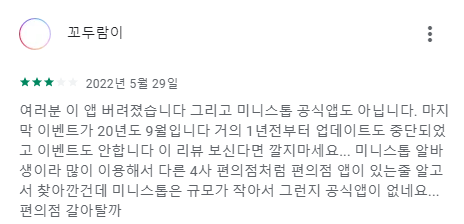 꼬두람이
2022년 5월 29일
여러분 이 앱 버려졌습니다 그리고 미니스톱 공식앱도 아닙니다. 마지
막 이벤트가 20년도 9월입니다 거의 1년전부터 업데이트도 중단되었
고 이벤트도 안합니다 이 리뷰 보신다면 깔지마세요... 미니스톱 알바
생이라 많이 이용해서 다른 4사 편의점처럼 편의점 앱이 있는줄 알고
서 찾아깐건데 미니스톱은 규모가 작아서 그런지 공식앱이 없네요...
편의점 갈아탈까